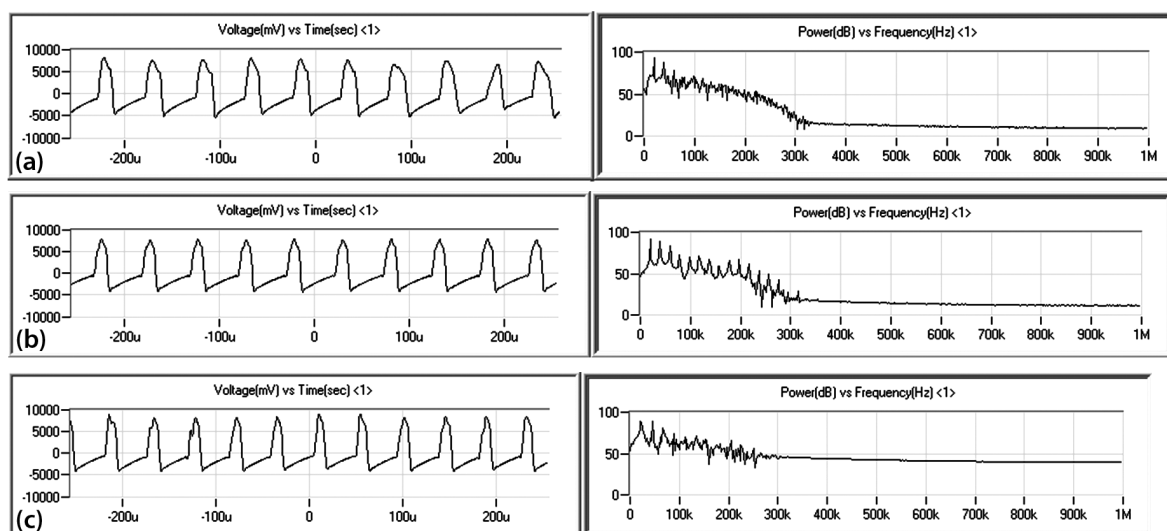 Voltage(mV) vs Time(sec) <1>
10000
5000
0
-5000
-10000
-200u -100u 0 100u 200u
(a)
Power(dB) vs Frequency(Hz) <1>
100
50
0
0 100k 200k 300k 400k 500k 600k 700k 800k 900k 1M
Voltage(mV) vs Time(sec) <1>
10000
5000
0
-5000
-10000
-200u -100u 0 100u 200u
(b)
Power(dB) vs Frequency(Hz) <1>
100
50
0
0 100k 200k 300k 400k 500k 600k 700k 800k 900k 1M
Voltage(mV) vs Time(sec) <1>
10000
5000
0
-5000
-10000
-200u -100u 0 100u 200u
(c)
Power(dB) vs Frequency(Hz) <1>
100
50
0
0 100k 200k 300k 400k 500k 600k 700k 800k 900k 1M